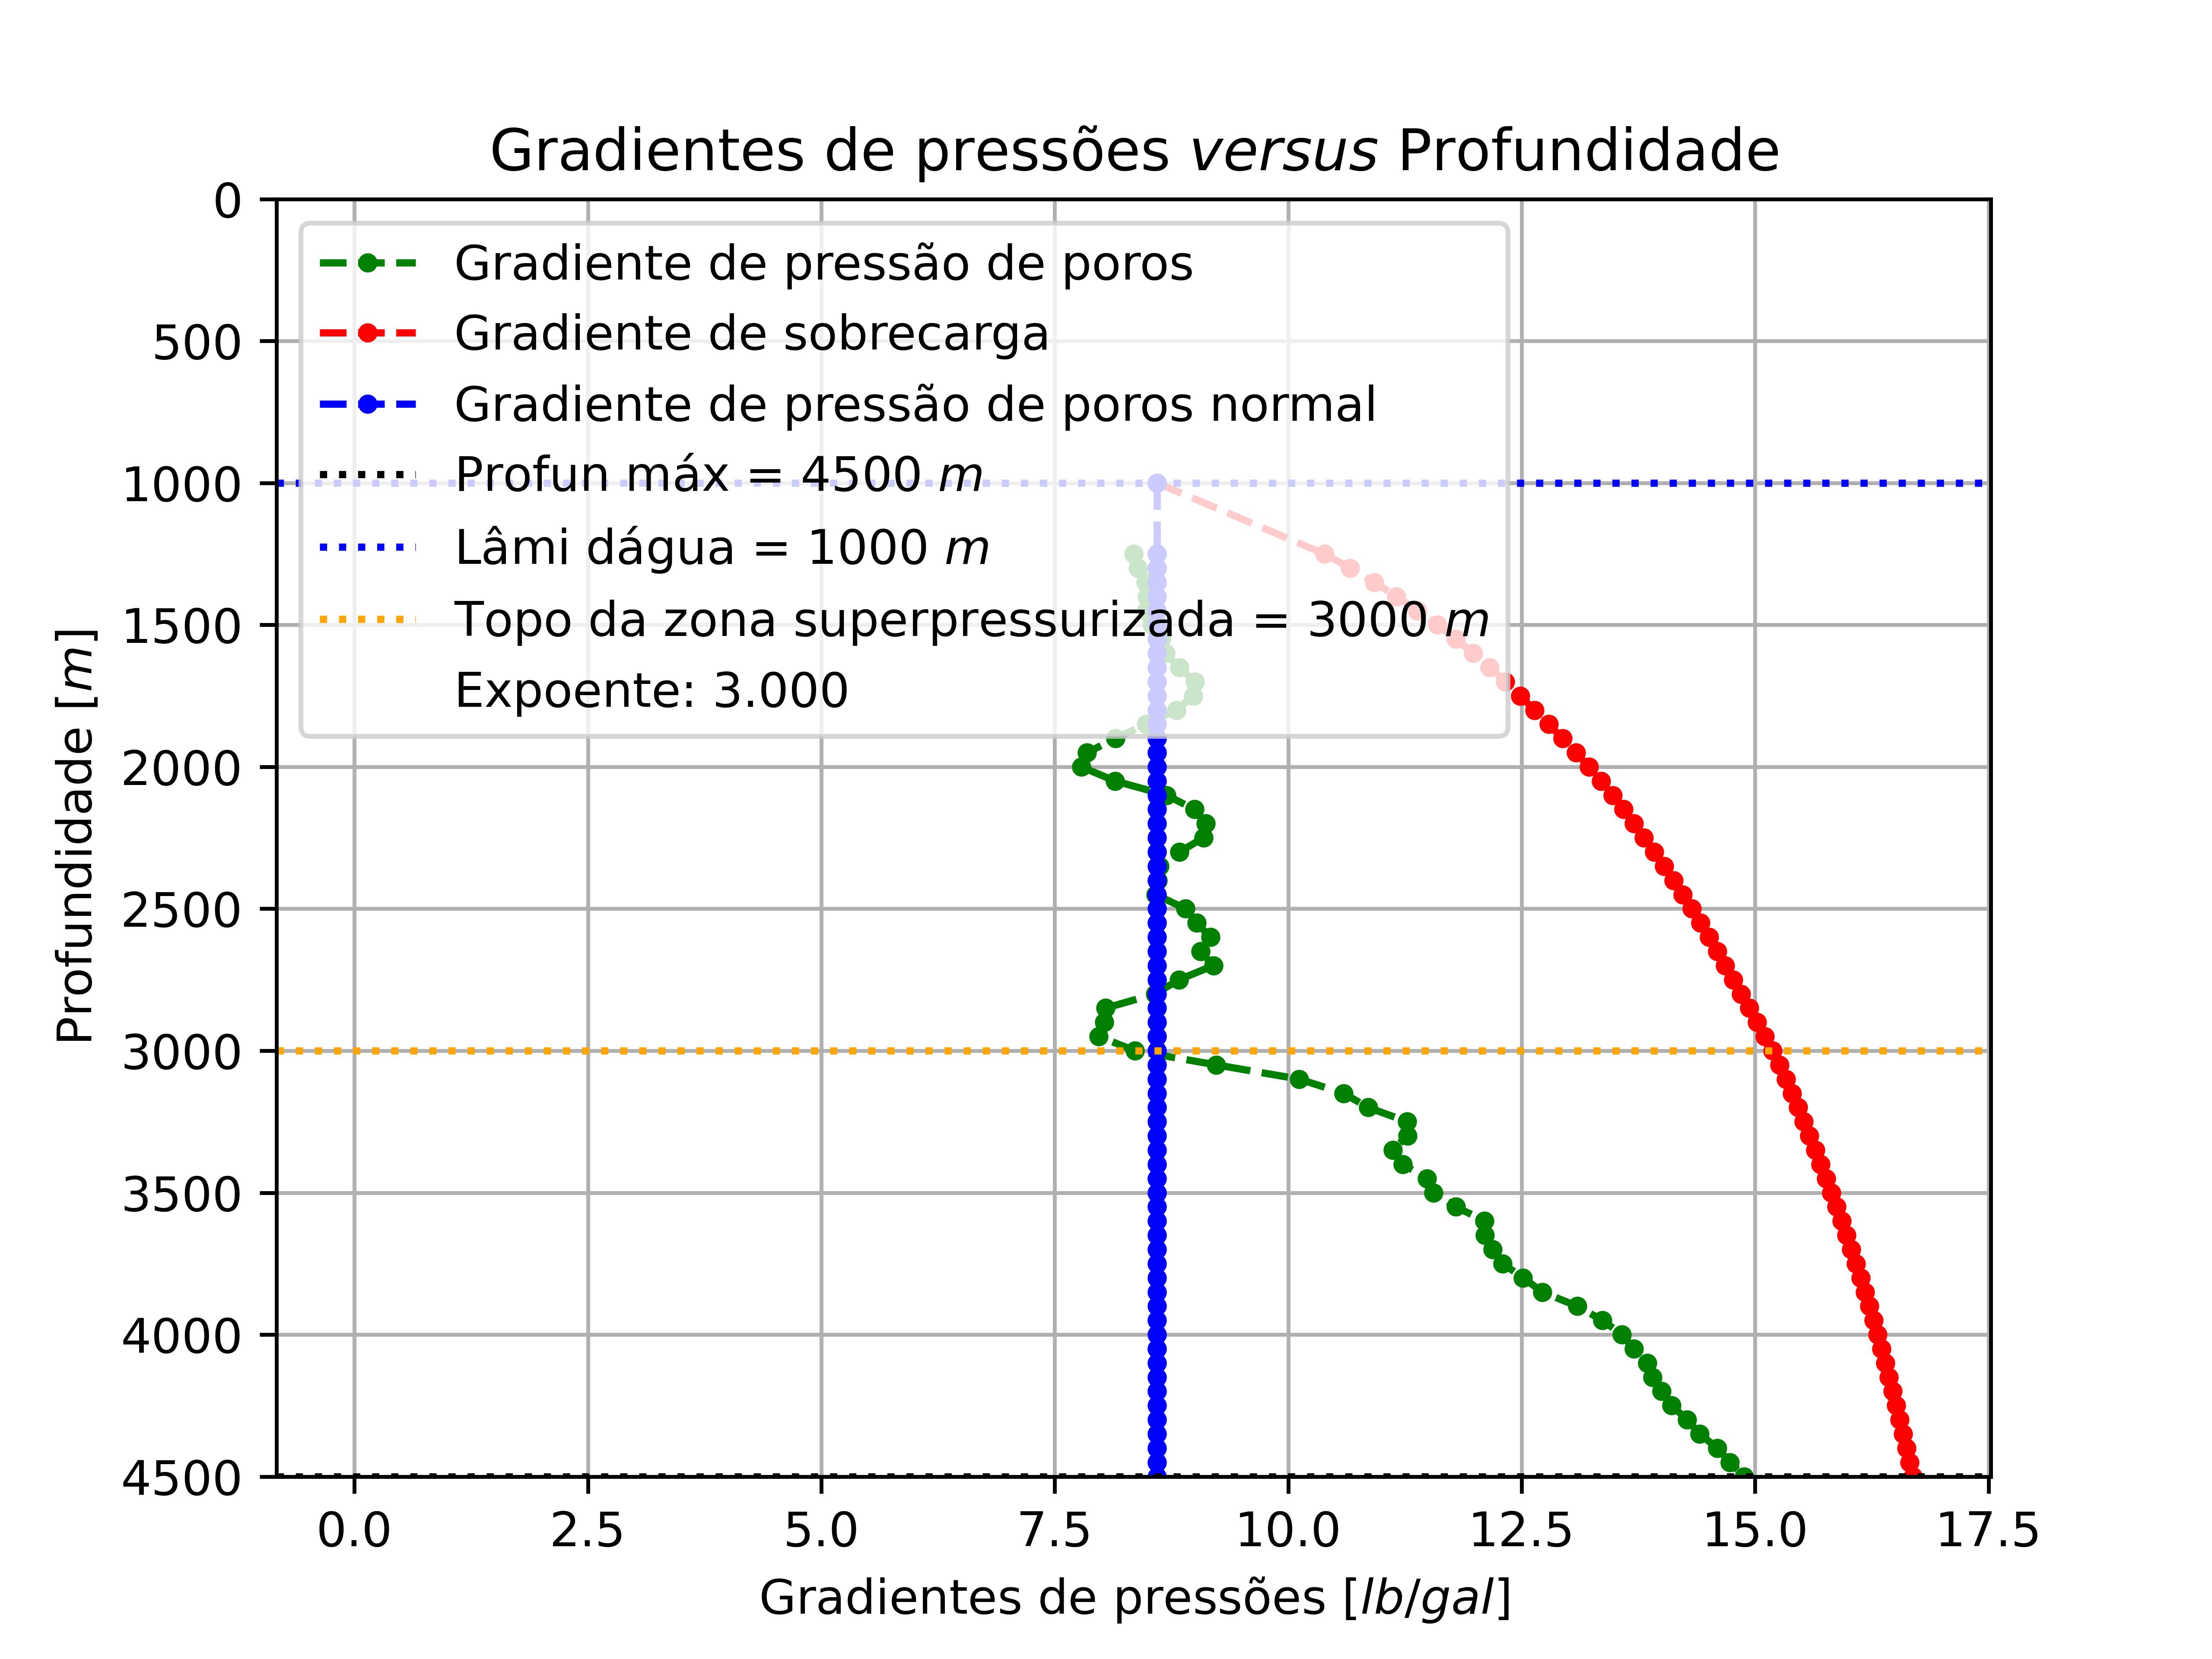 Gradientes de pressões versus Profundidade
0
500
1000
1500
2000
2500
3000
3500
4000
4500
Profundidade [m]
Gradiente de pressão de poros
Gradiente de sobrecarga
Gradiente de pressão de poros normal
Profun máx = 4500 m
Lâmi dágua = 1000 m
Topo da zona superpressurizada = 3000 m
Expoente: 3.000
0.0 2.5 5.0 7.5 10.0 12.5 15.0 17.5
Gradientes de pressões [lb/gal]